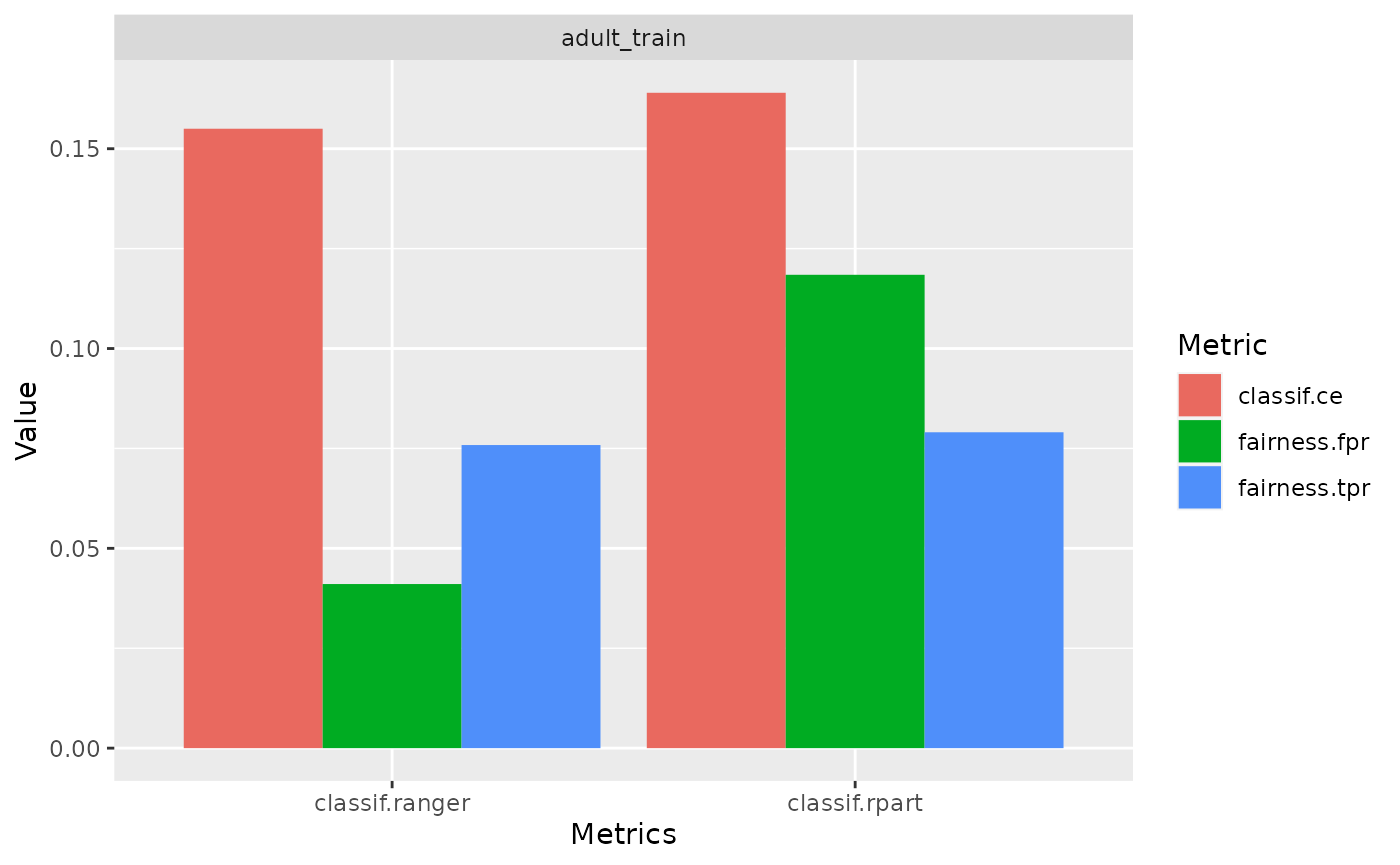 adult_train
0.15
0.10
0.05
0.00
Value
classif.ranger
classif.rpart
Metrics
Metric
classif.ce
fairness.fpr
fairness.tpr